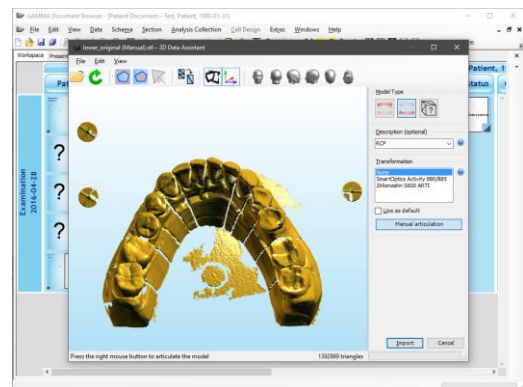 GAMMA Document Browser - [Patient Document - Test, Patient, 1980-01-31]
File Edit View Data Schema Section Analysis Collection Cell Design Extras Windows Help
Workspace Present
lower_original (Manual).stl - 3D Data Assistant
File Edit View
Patient, 1
Pat
status
Examination
2016-04-28
?
?
?
Model Type
Description (optional)
RCP
Transformation
None
SmartOptics Activity 880/885
Zirkonzahn S600 ARTI
Use as default
Manual articulation
Import Cancel
Press the right mouse button to articulate the model
1392869 triangles